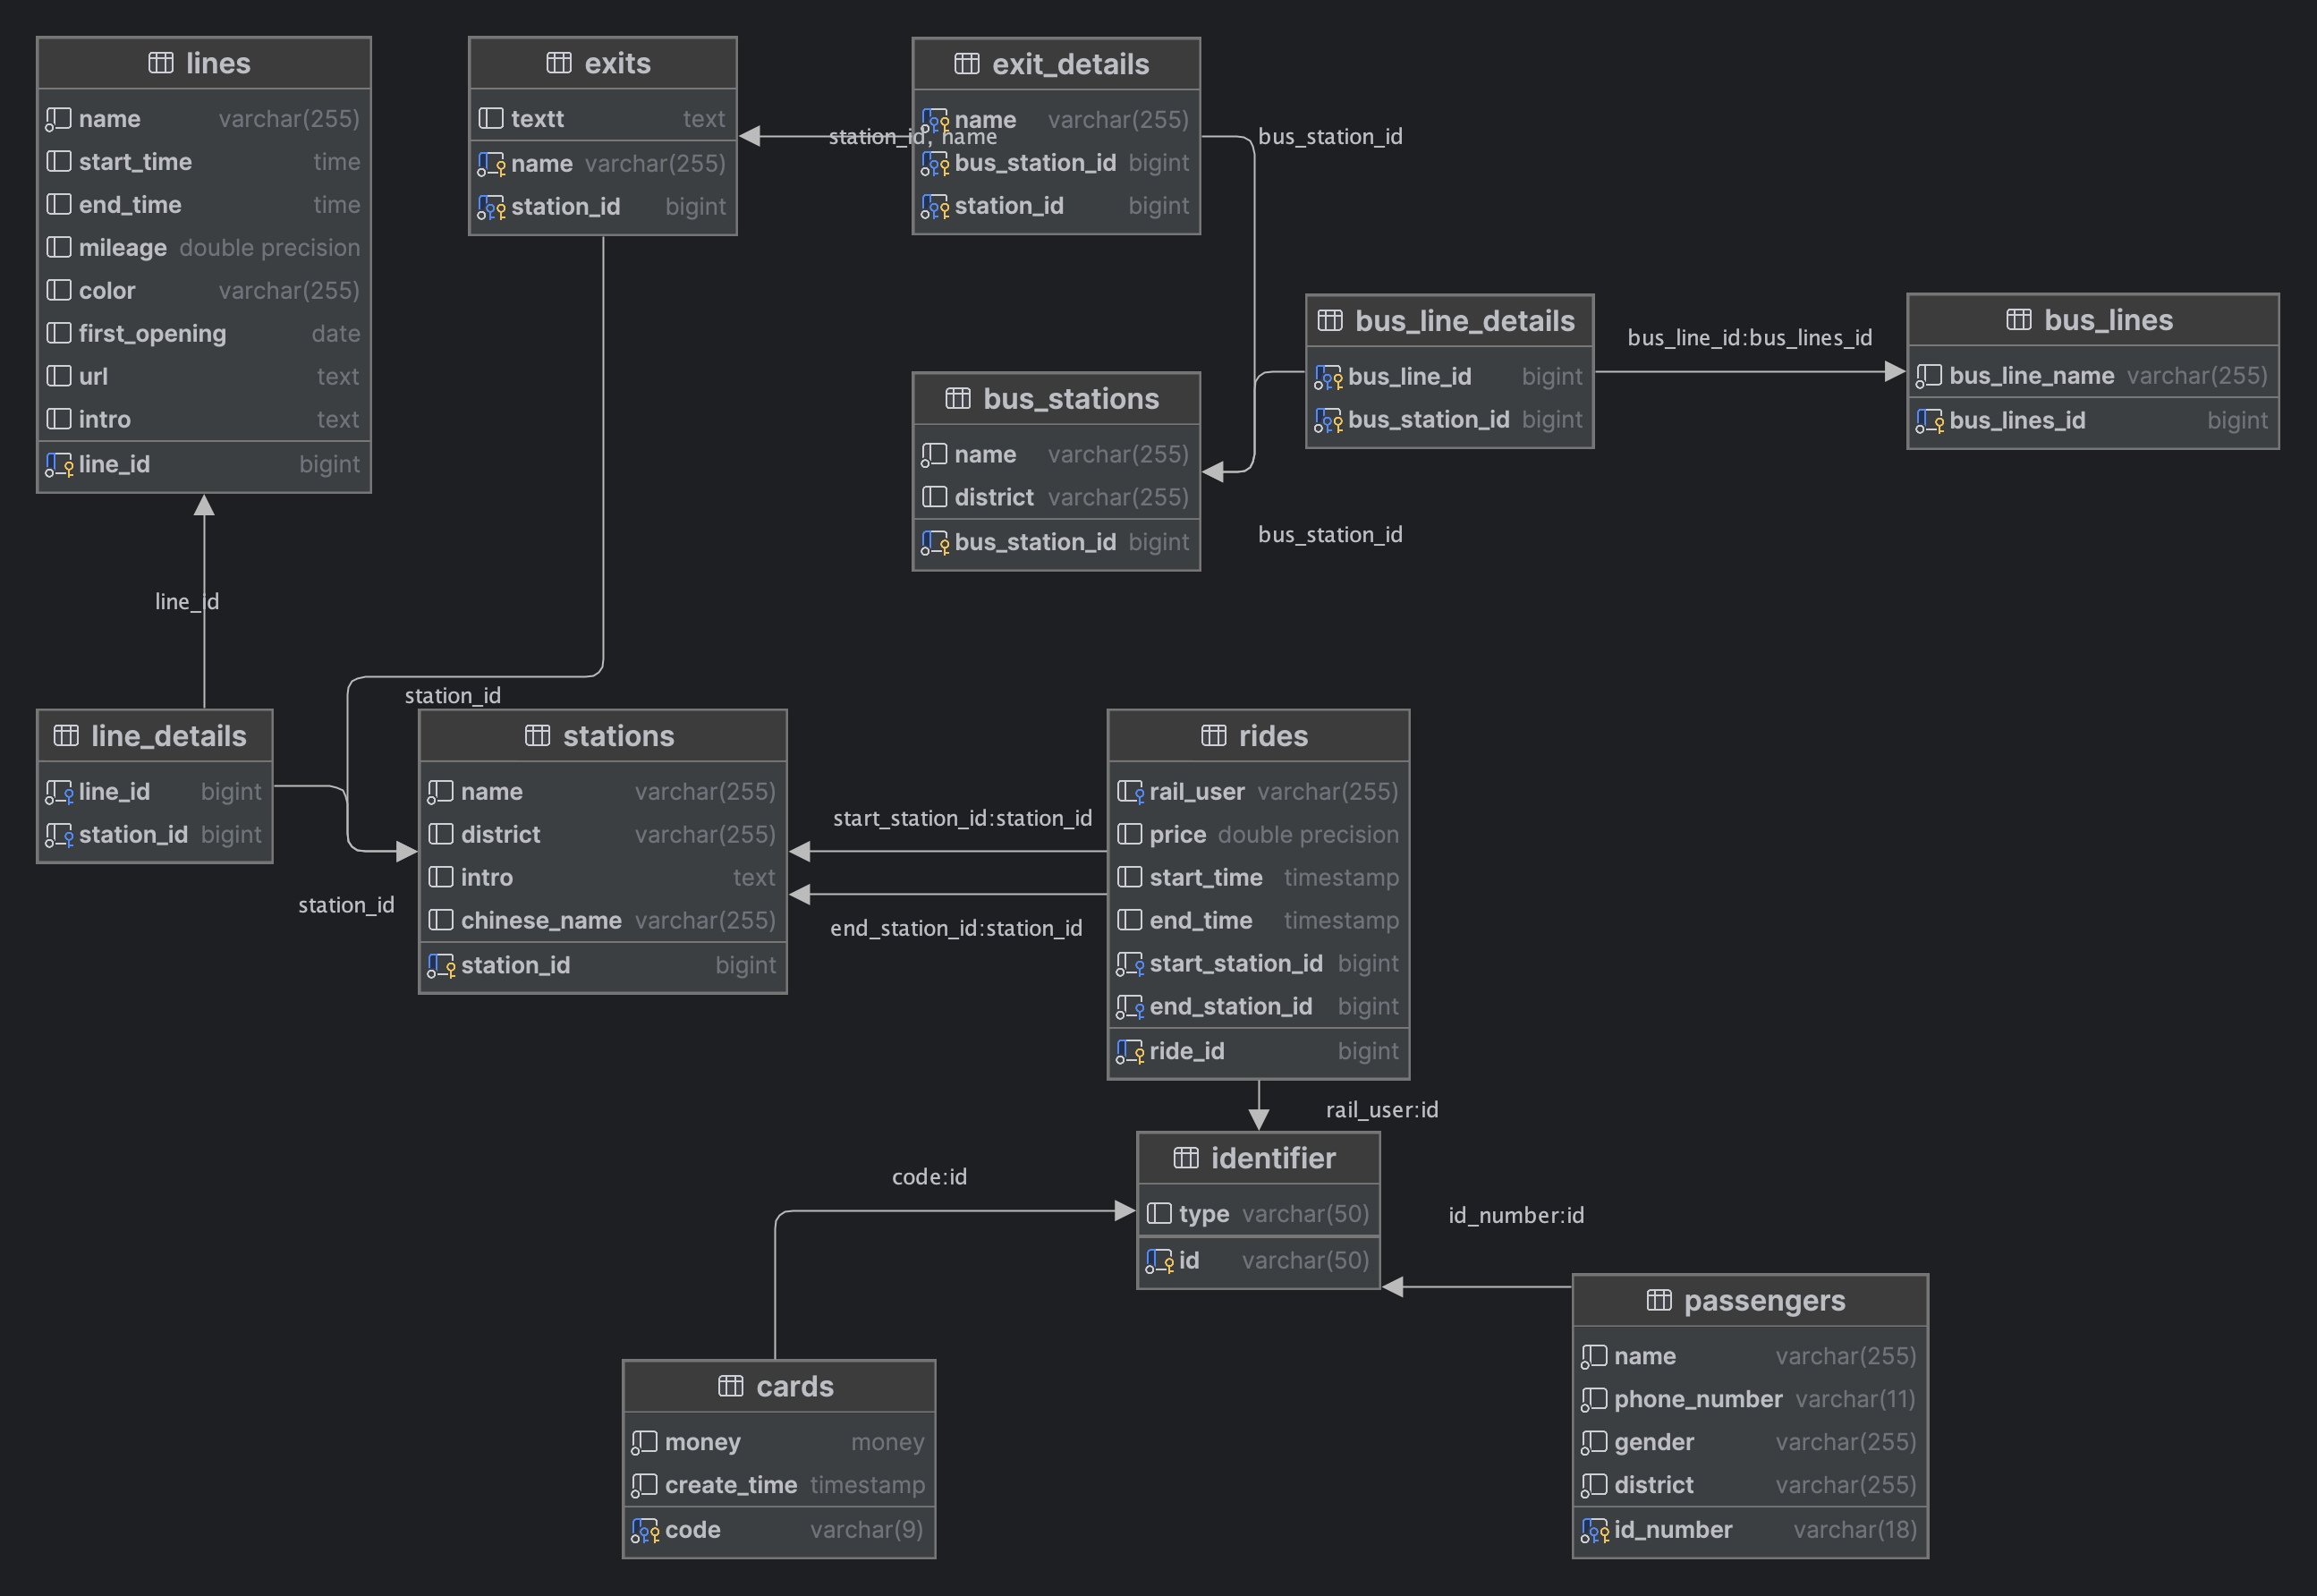 lines
name varchar(255)
start_time time
end_time time
mileage double precision
color varchar(255)
first_opening date
url text
intro text
line_id bigint
exits
textt text
name varchar(255)
station_id bigint
station_id, name
exit_details
name varchar(255)
bus_station_id bigint
station_id bigint
bus_station_id
bus_stations
name varchar(255)
district varchar(255)
bus_station_id bigint
bus_station_id
bus_line_details
bus_line_id bigint
bus_station_id bigint
bus_line_id:bus_lines_id
bus_lines
bus_line_name varchar(255)
bus_lines_id bigint
line_id
line_details
line_id bigint
station_id bigint
station_id
station_id
stations
name varchar(255)
district varchar(255)
intro text
chinese_name varchar(255)
station_id bigint
start_station_id:station_id
end_station_id:station_id
rides
rail_user varchar(255)
price double precision
start_time timestamp
end_time timestamp
start_station_id bigint
end_station_id bigint
ride_id bigint
rail_user:id
identifier
type varchar(50)
id varchar(50)
code:id
id_number:id
cards
money money
create_time timestamp
code varchar(9)
passengers
name varchar(255)
phone_number varchar(11)
gender varchar(255)
district varchar(255)
id_number varchar(18)